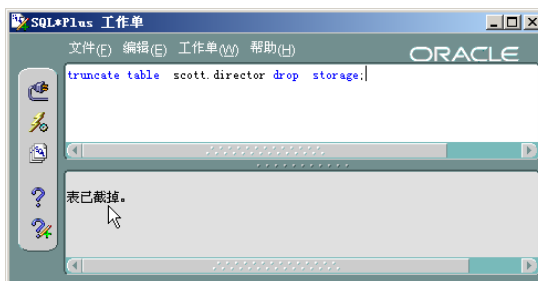 SQL*Plus 工作单
文件(F) 编辑(E) 工作单(W) 帮助(H)
ORACLE
truncate table scott.director drop storage;
表已截掉。